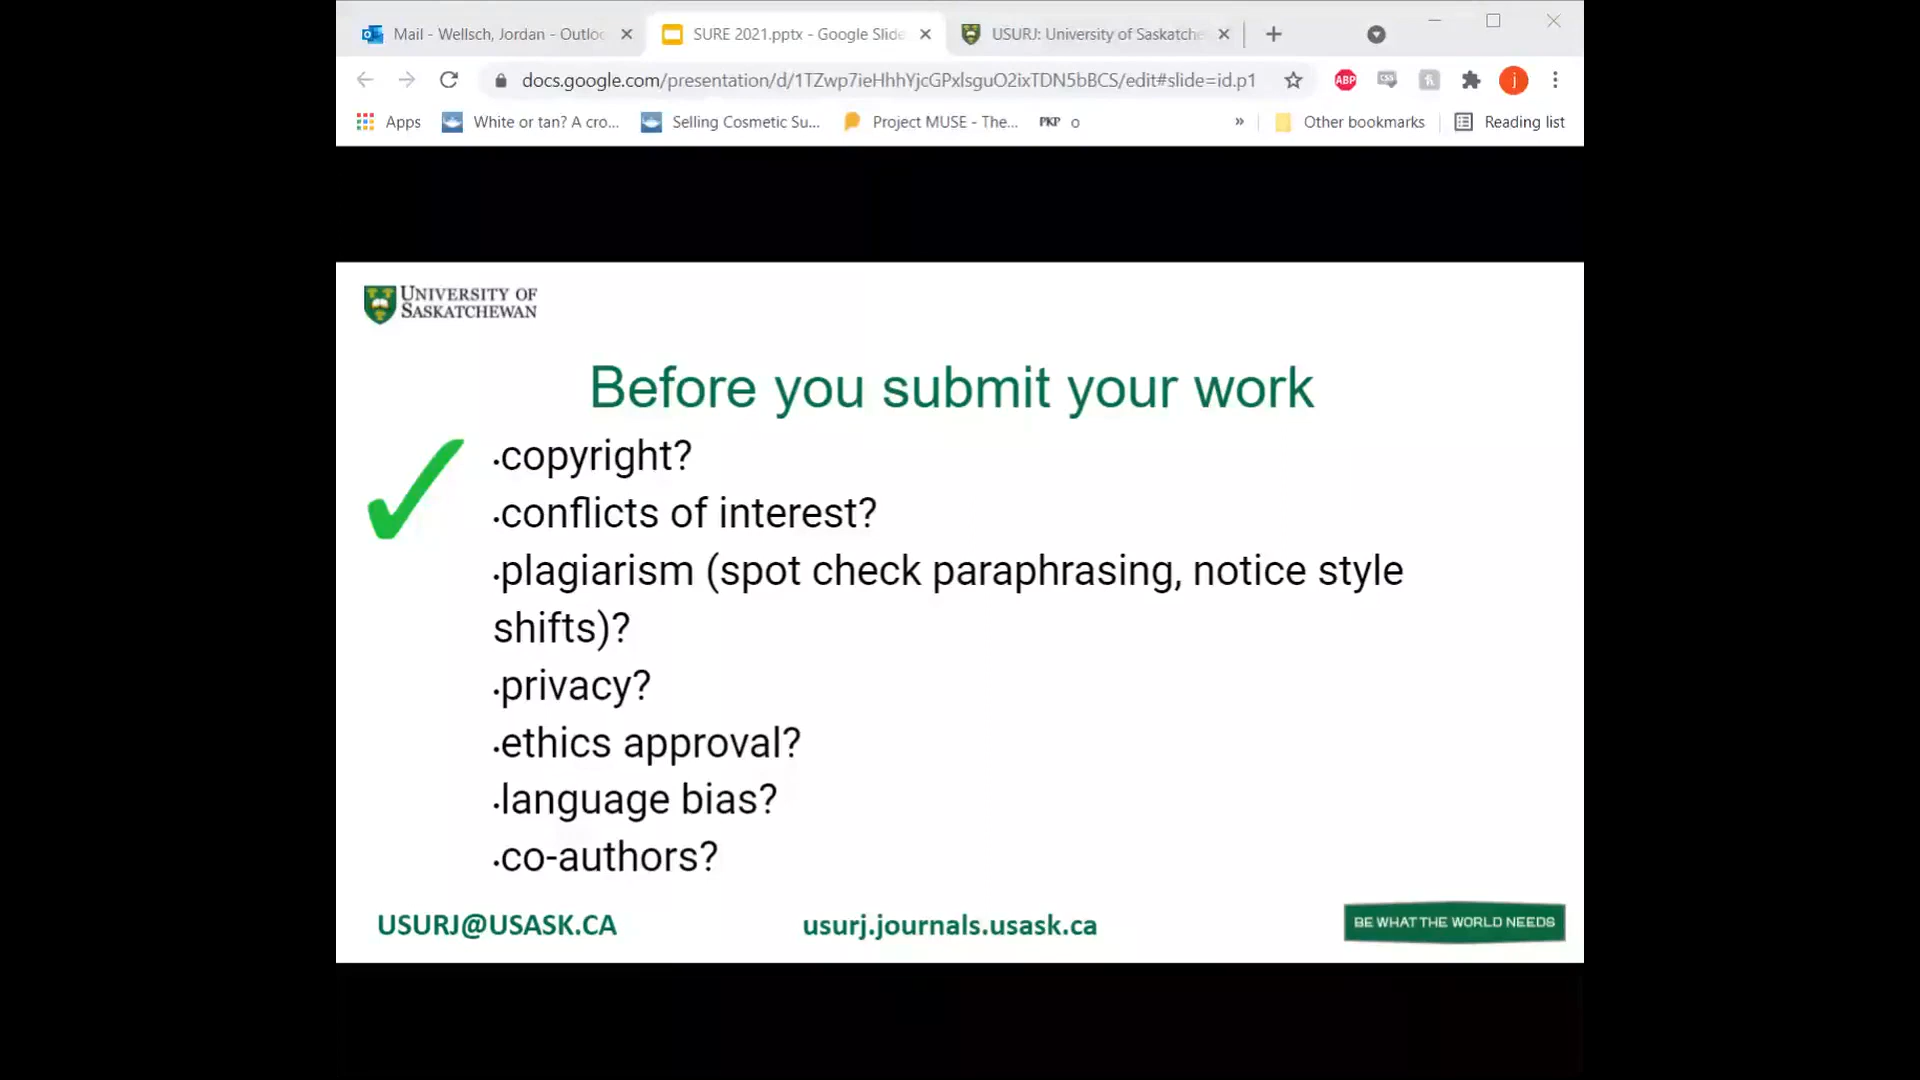 Mail - Wellsch, Jordan - Outloo
SURE 2021.pptx - Google Slide
USURJ: University of Saskatche
docs.google.com/presentation/d/1TZwp7ieHhhYjcGPxlsguO2ixTDN5bBCS/edit#slide=id.p1
ABP
CSS
j
Apps
White or tan? A cro...
Selling Cosmetic Su...
Project MUSE - The...
PKP o
»
Other bookmarks
Reading list
UNIVERSITY OF
SASKATCHEWAN
Before you submit your work
•copyright?
•conflicts of interest?
•plagiarism (spot check paraphrasing, notice style
shifts)?
•privacy?
•ethics approval?
•language bias?
•co-authors?
USURJ@USASK.CA
usurj.journals.usask.ca
BE WHAT THE WORLD NEEDS